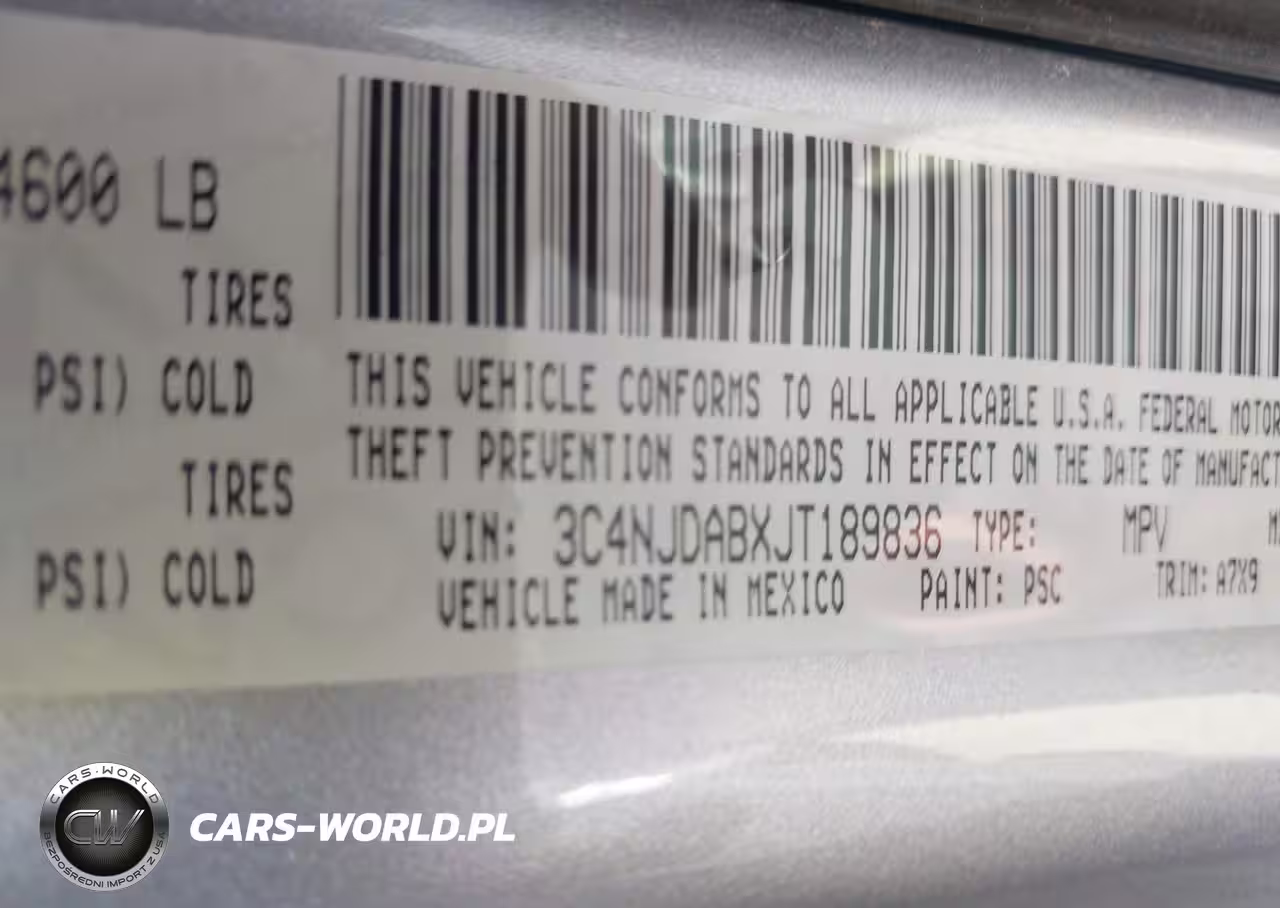 4600 LB
TIRES
PSI) COLD
TIRES
PSI) COLD
THIS VEHICLE CONFORMS TO ALL APPLICABLE U.S.A. FEDERAL MOTOR
THEFT PREVENTION STANDARDS IN EFFECT ON THE DATE OF MANUFACT
VIN: 3C4NJDABXJT189836 TYPE: MPV
VEHICLE MADE IN MEXICO PAINT: PSC TRIM: A7X9
CARS-WORLD
CW
BEZPOŚREDNI IMPORT Z USA
CARS-WORLD.PL